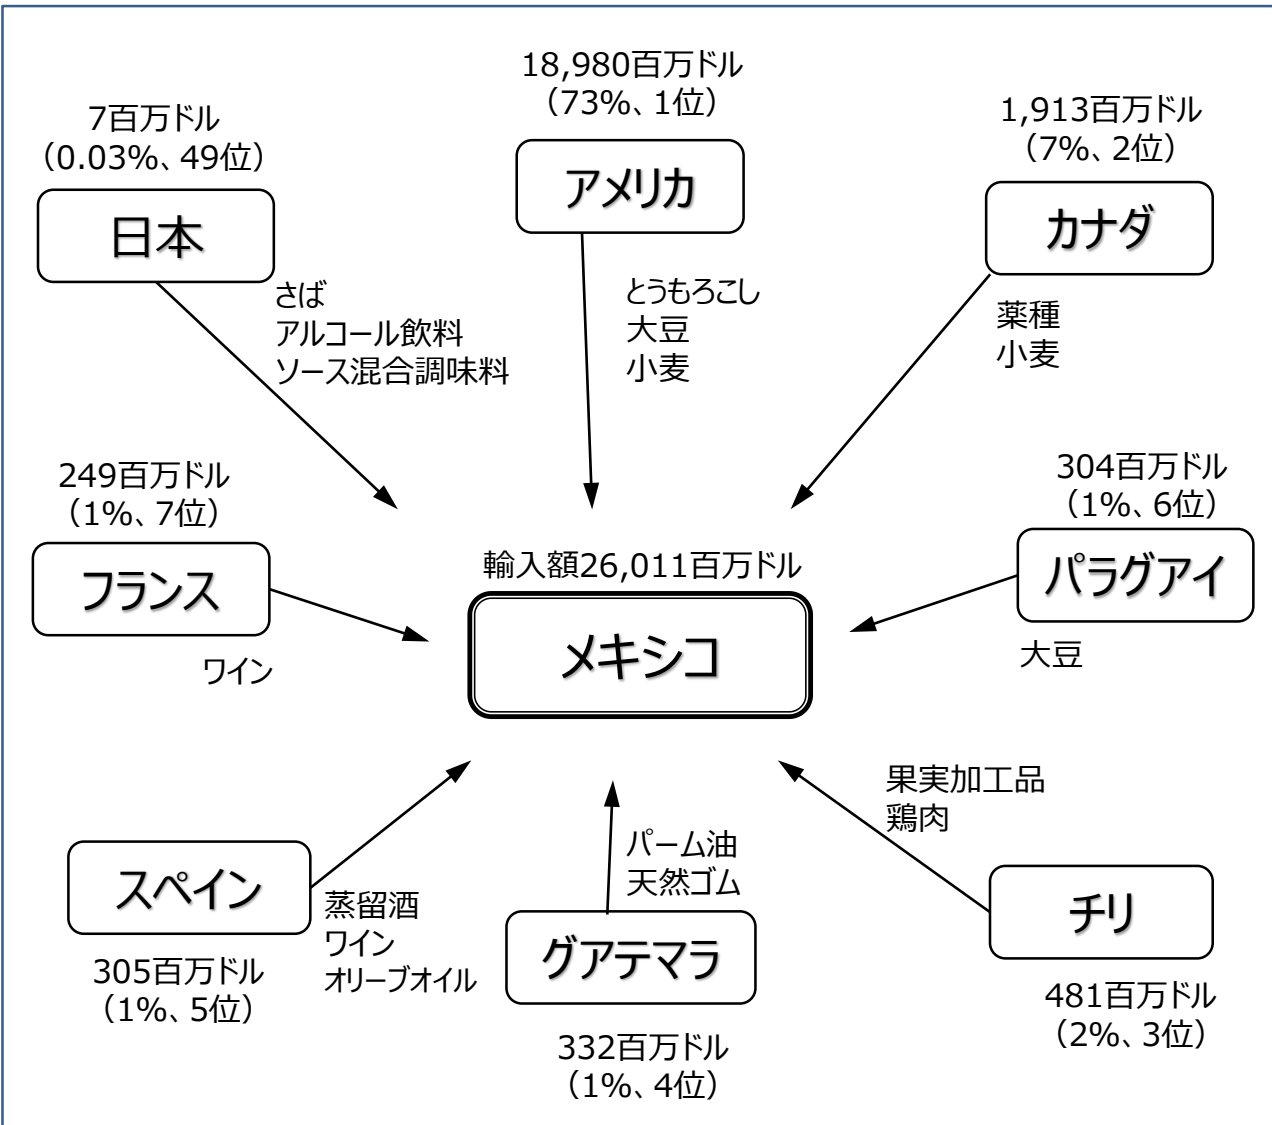 18,980百万ドル
（73%、1位）
アメリカ
とうもろこし
大豆
小麦
7百万ドル
（0.03%、49位）
日本
さば
アルコール飲料
ソース混合調味料
1,913百万ドル
（7%、2位）
カナダ
薬種
小麦
249百万ドル
（1%、7位）
フランス
ワイン
輸入額26,011百万ドル
メキシコ
304百万ドル
（1%、6位）
パラグアイ
大豆
スペイン
305百万ドル
（1%、5位）
蒸留酒
ワイン
オリーブオイル
パーム油
天然ゴム
グアテマラ
332百万ドル
（1%、4位）
果実加工品
鶏肉
チリ
481百万ドル
（2%、3位）